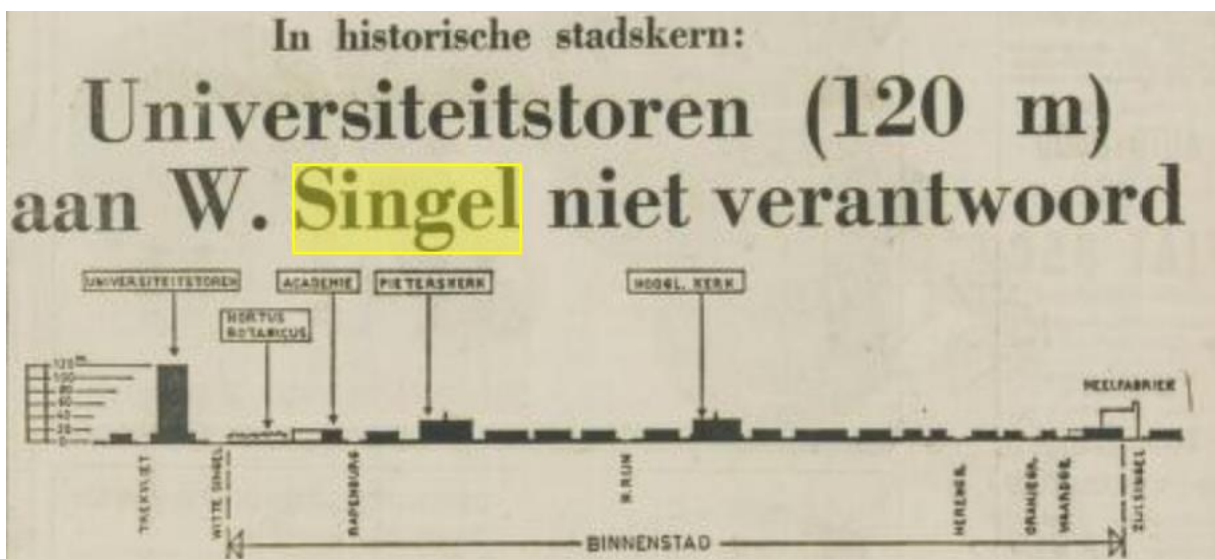 In historische stadskern:
Universiteitstoren (120 m)
aan W. Singel niet verantwoord
UNIVERSITEITSTOREN
ACADEMIE
PIETERSKERK
HOOGL. KERK
HORTUS
BOTANICUS
120 m
100
80
60
40
20
0
MEELFABRIEK
TREKVLIET
WITTE SINGEL
RAPENBURG
N. RIJN
HERENGR.
ORANJEGR.
WAARDGR.
ZIJLSINGEL
BINNENSTAD